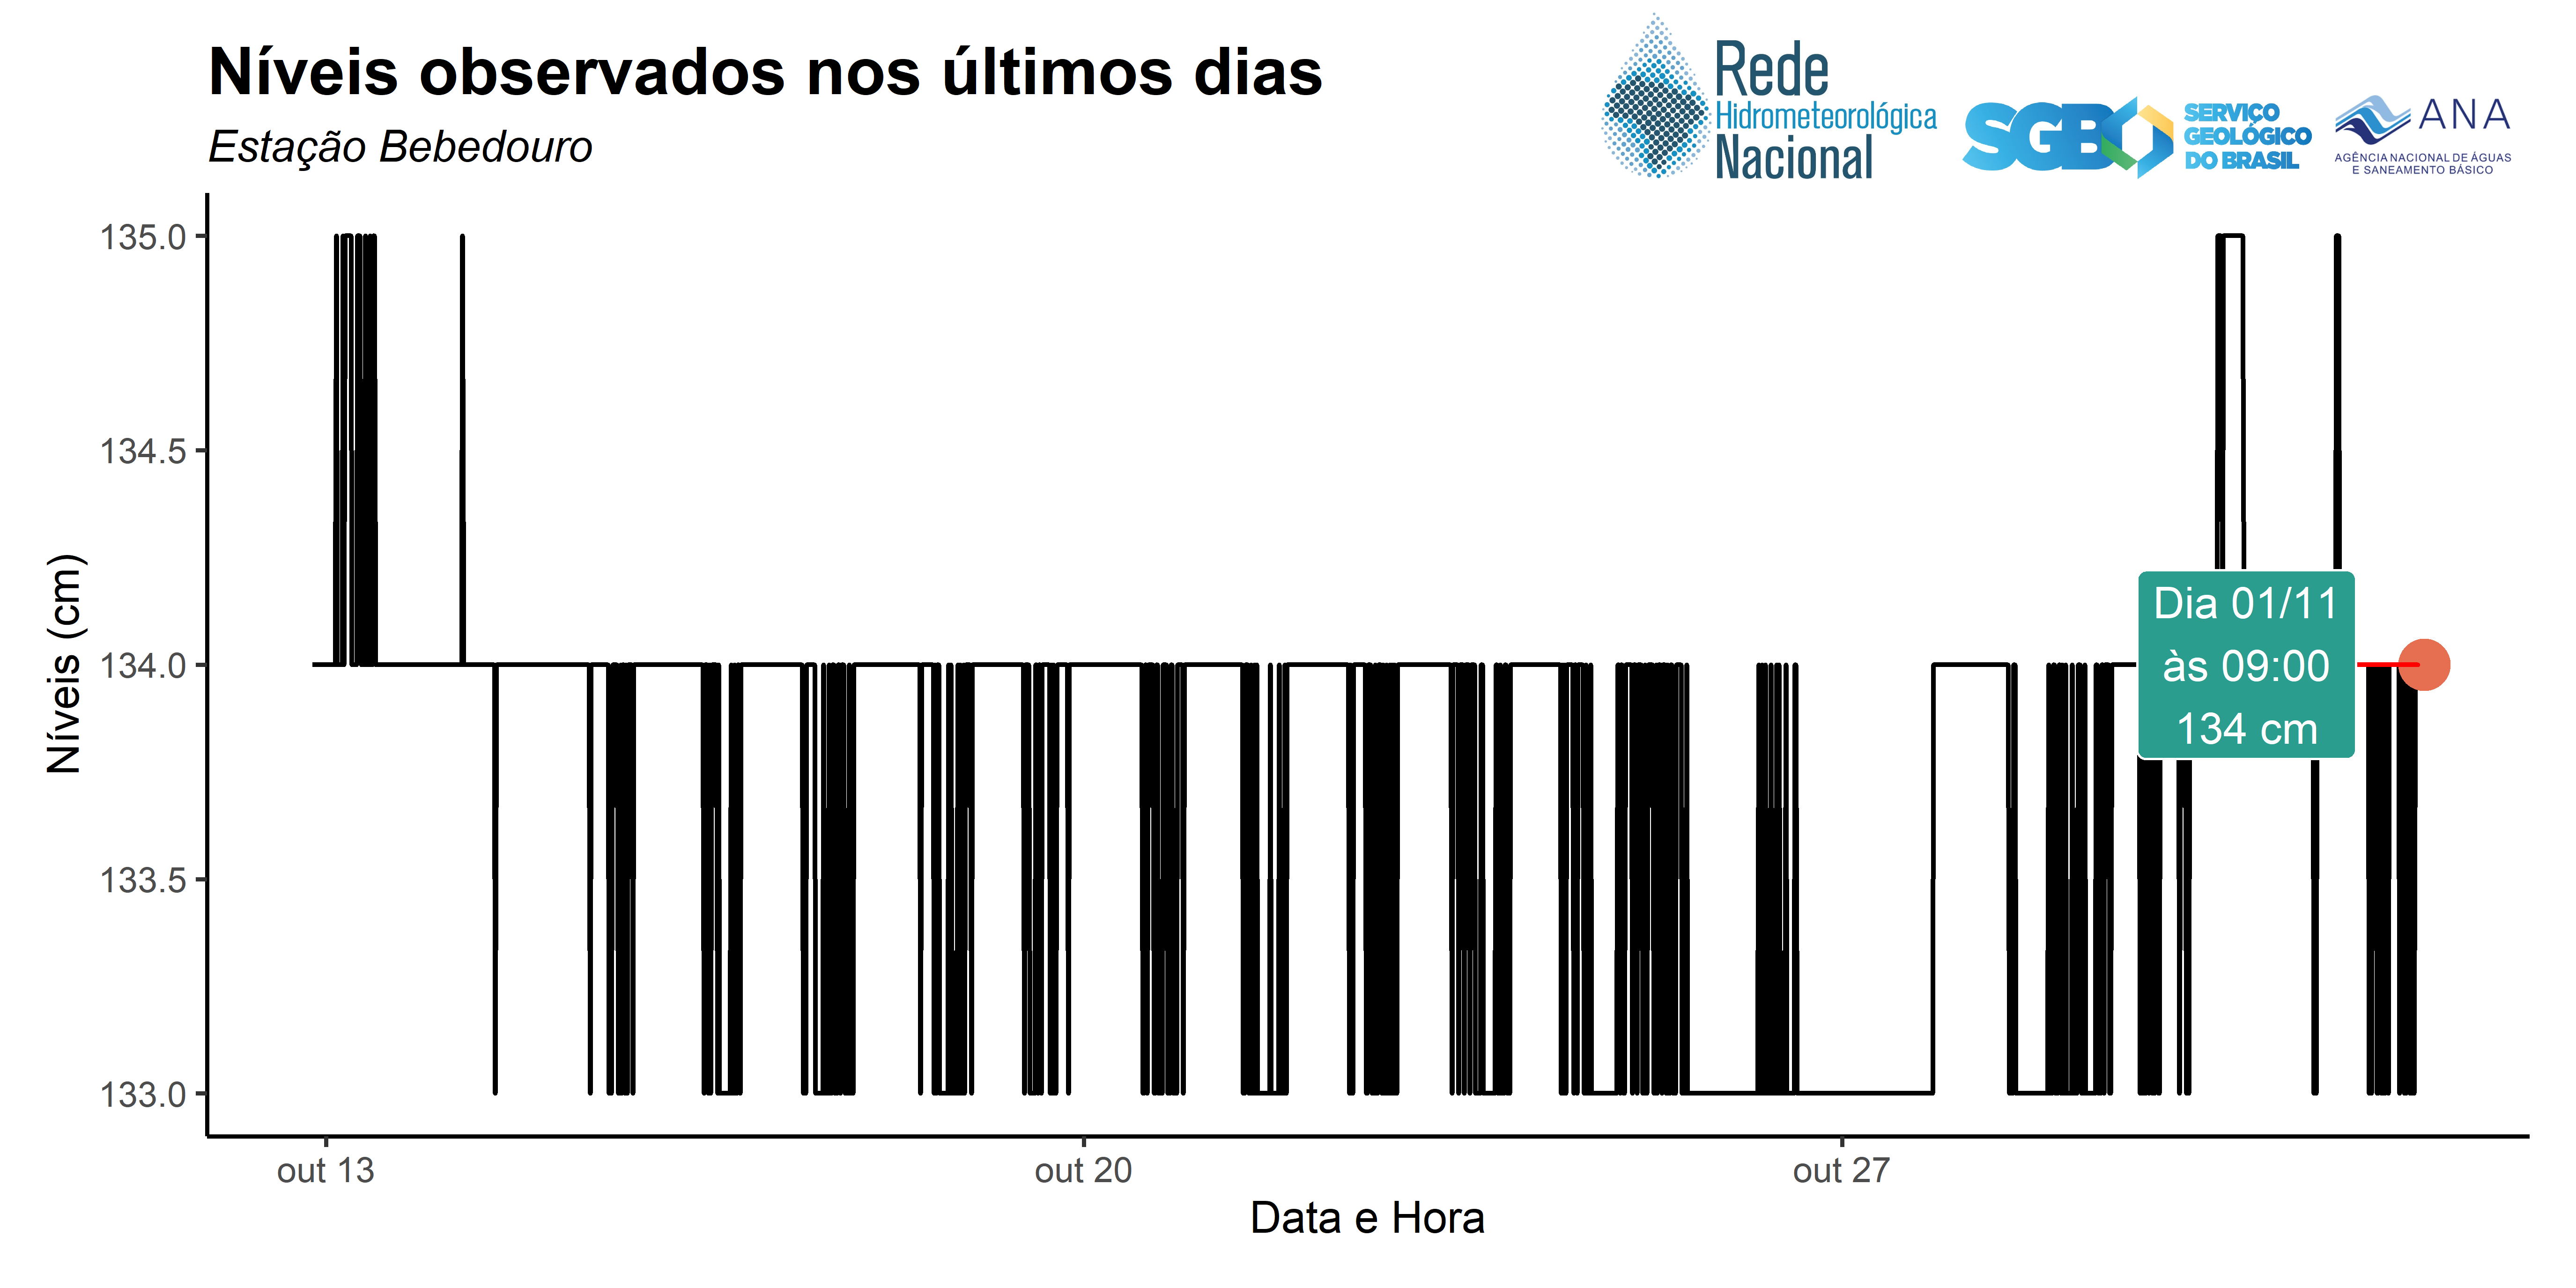 Níveis observados nos últimos dias
Estação Bebedouro
Rede
Hidrometeorológica
Nacional
SGB
SERVIÇO
GEOLÓGICO
DO BRASIL
ANA
AGÊNCIA NACIONAL DE ÁGUAS
E SANEAMENTO BÁSICO
Níveis (cm)
135.0
134.5
134.0
133.5
133.0
Dia 01/11
às 09:00
134 cm
out 13
out 20
out 27
Data e Hora